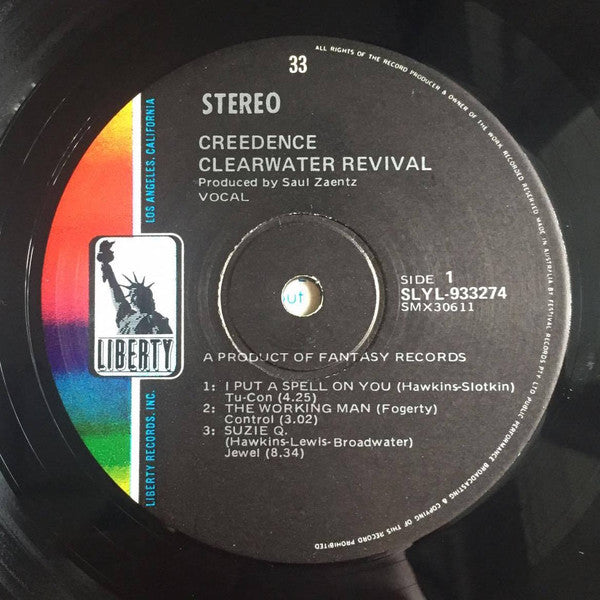 33
STEREO
CREEDENCE
CLEARWATER REVIVAL
Produced by Saul Zaentz
VOCAL
LOS ANGELES, CALIFORNIA
LIBERTY
LIBERTY RECORDS, INC.
SIDE 1
SLYL-933274
SMX30611
A PRODUCT OF FANTASY RECORDS
1: I PUT A SPELL ON YOU (Hawkins-Slotkin)
Tu-Con (4.25)
2: THE WORKING MAN (Fogerty)
Control (3.02)
3: SUZIE Q.
(Hawkins-Lewis-Broadwater)
Jewel (8.34)
ALL RIGHTS OF THE RECORD PRODUCER & OWNER OF THE WORK RECORDED RESERVED. MADE IN AUSTRALIA BY FESTIVAL RECORDS PTY LTD PUBLIC PERFORMANCE BROADCASTING & COPYING OF THIS RECORD PROHIBITED